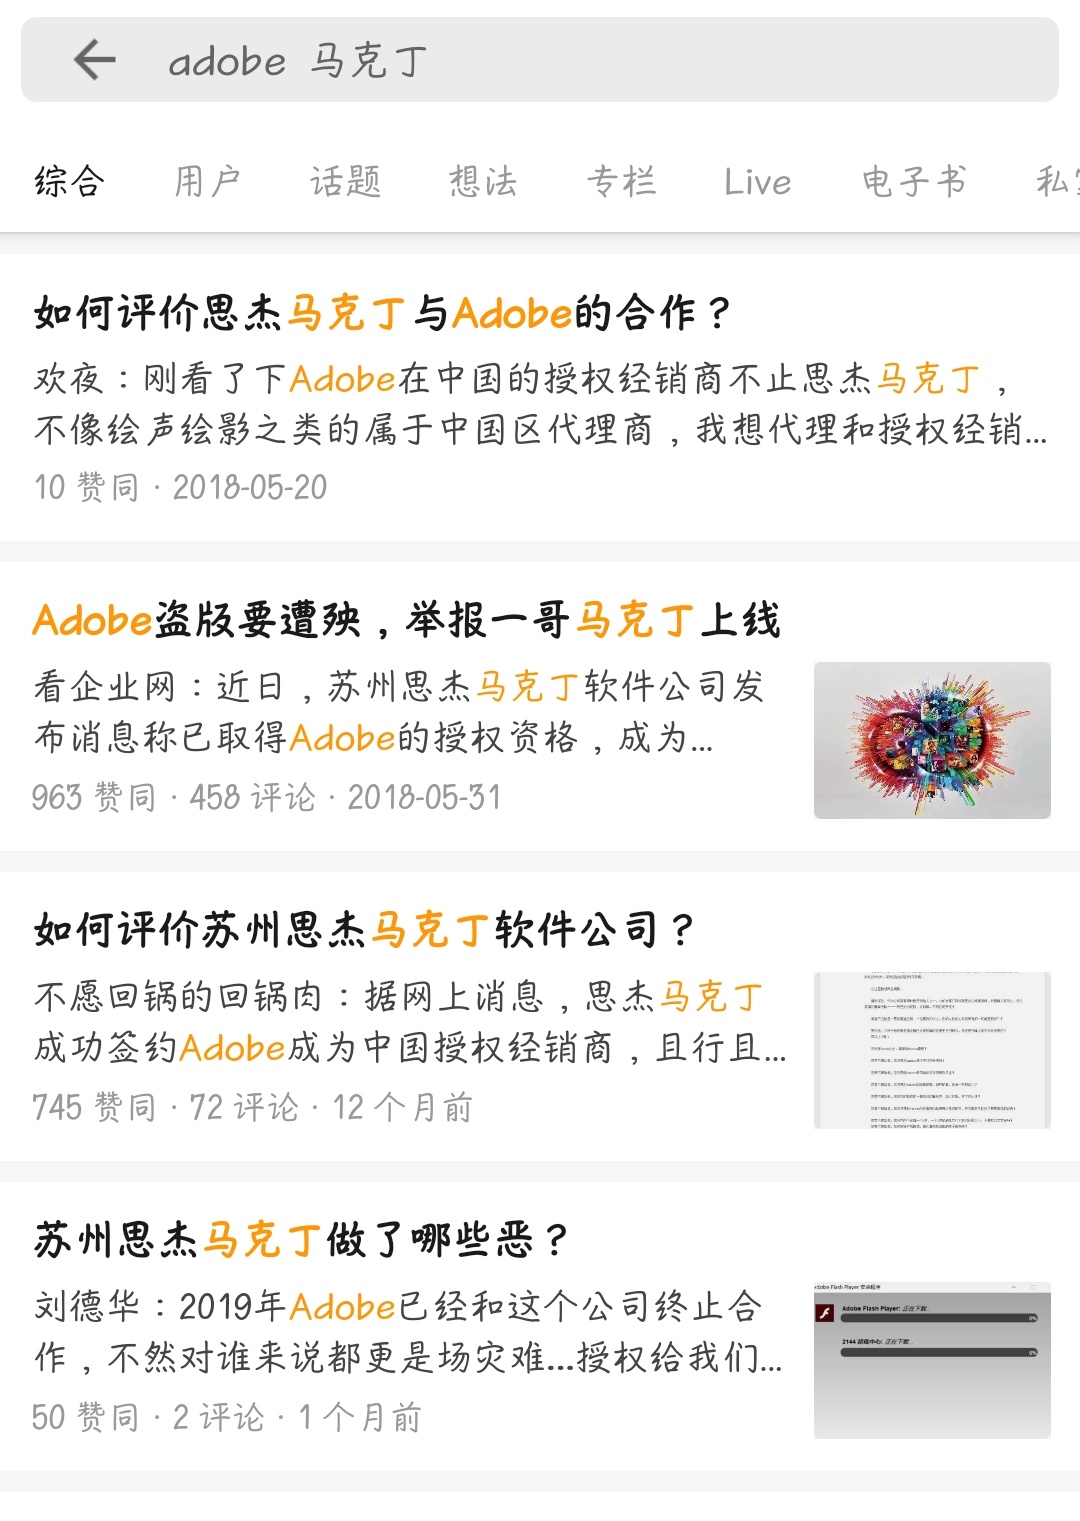 adobe 马克丁
综合 用户 话题 想法 专栏 Live 电子书 私
如何评价思杰马克丁与Adobe的合作？
欢夜：刚看了下Adobe在中国的授权经销商不止思杰马克丁，
不像绘声绘影之类的属于中国区代理商，我想代理和授权经销...
10 赞同 · 2018-05-20
Adobe盗版要遭殃，举报一哥马克丁上线
看企业网：近日，苏州思杰马克丁软件公司发
布消息称已取得Adobe的授权资格，成为...
963 赞同 · 458 评论 · 2018-05-31
如何评价苏州思杰马克丁软件公司？
不愿回锅的回锅肉：据网上消息，思杰马克丁
成功签约Adobe成为中国授权经销商，且行且...
745 赞同 · 72 评论 · 12 个月前
苏州思杰马克丁做了哪些恶？
刘德华：2019年Adobe已经和这个公司终止合
作，不然对谁来说都更是场灾难...授权给我们...
50 赞同 · 2 评论 · 1 个月前
dobe Flash Player 安装程序
Adobe Flash Player: 正在下载...
0%
2144 游戏中心: 正在下载...
0%